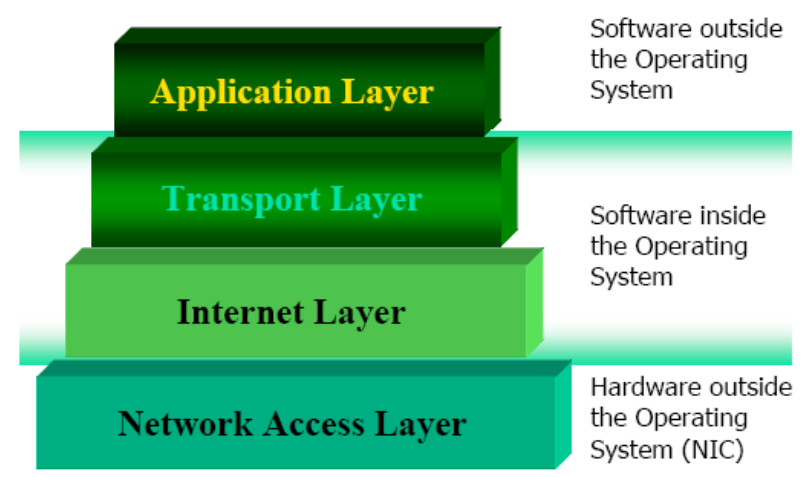 Software outside
the Operating
System
Application Layer
Transport Layer
Software inside
the Operating
System
Internet Layer
Hardware outside
the Operating
System (NIC)
Network Access Layer